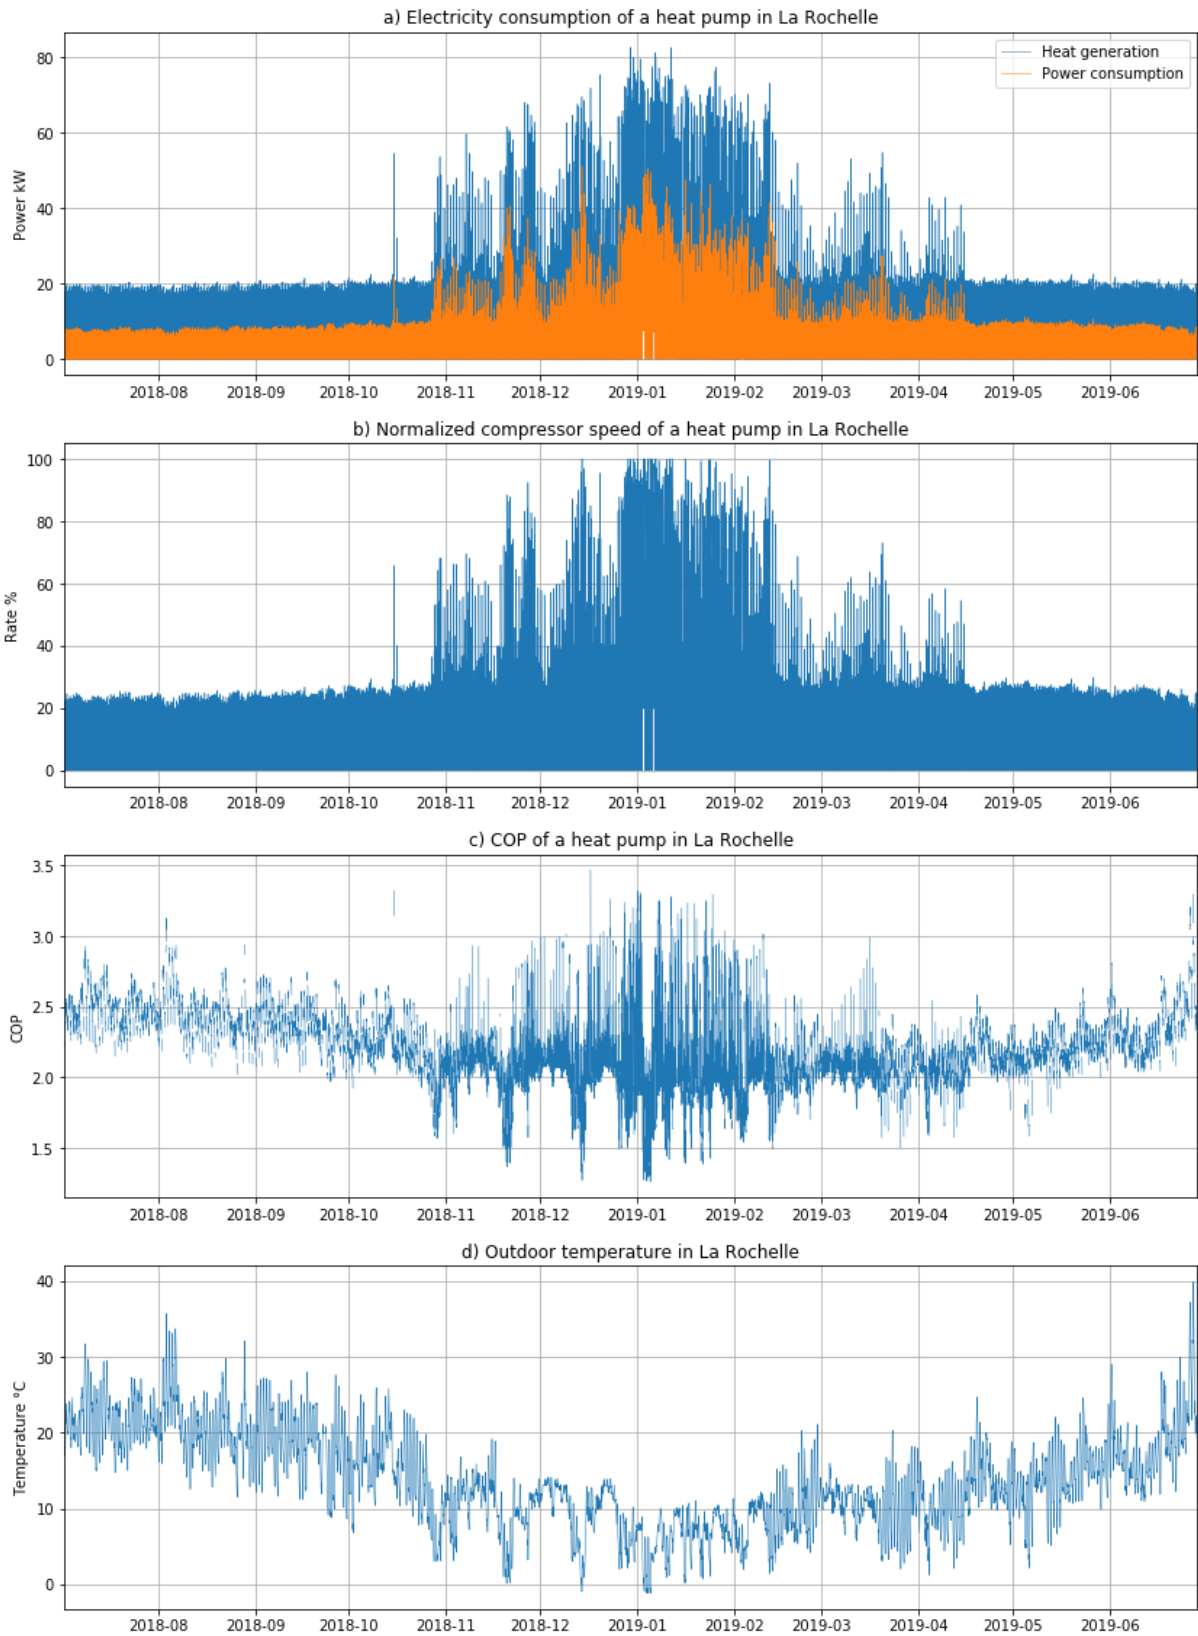 a) Electricity consumption of a heat pump in La Rochelle
Heat generation
Power consumption
Power kW
80
60
40
20
0
2018-08 2018-09 2018-10 2018-11 2018-12 2019-01 2019-02 2019-03 2019-04 2019-05 2019-06
b) Normalized compressor speed of a heat pump in La Rochelle
Rate %
100
80
60
40
20
0
2018-08 2018-09 2018-10 2018-11 2018-12 2019-01 2019-02 2019-03 2019-04 2019-05 2019-06
c) COP of a heat pump in La Rochelle
COP
3.5
3.0
2.5
2.0
1.5
2018-08 2018-09 2018-10 2018-11 2018-12 2019-01 2019-02 2019-03 2019-04 2019-05 2019-06
d) Outdoor temperature in La Rochelle
Temperature °C
40
30
20
10
0
2018-08 2018-09 2018-10 2018-11 2018-12 2019-01 2019-02 2019-03 2019-04 2019-05 2019-06